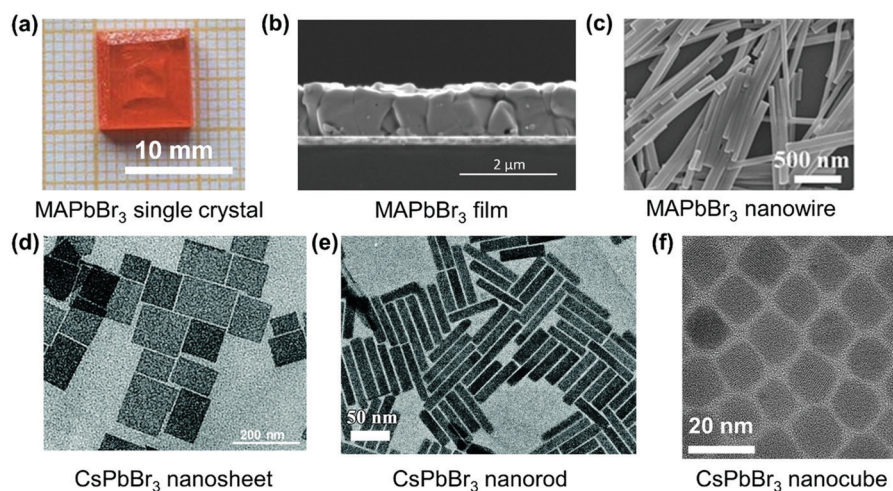 (a)
10 mm
MAPbBr₃ single crystal
(b)
2 μm
MAPbBr₃ film
(c)
500 nm
MAPbBr₃ nanowire
(d)
200 nm
CsPbBr₃ nanosheet
(e)
50 nm
CsPbBr₃ nanorod
(f)
20 nm
CsPbBr₃ nanocube